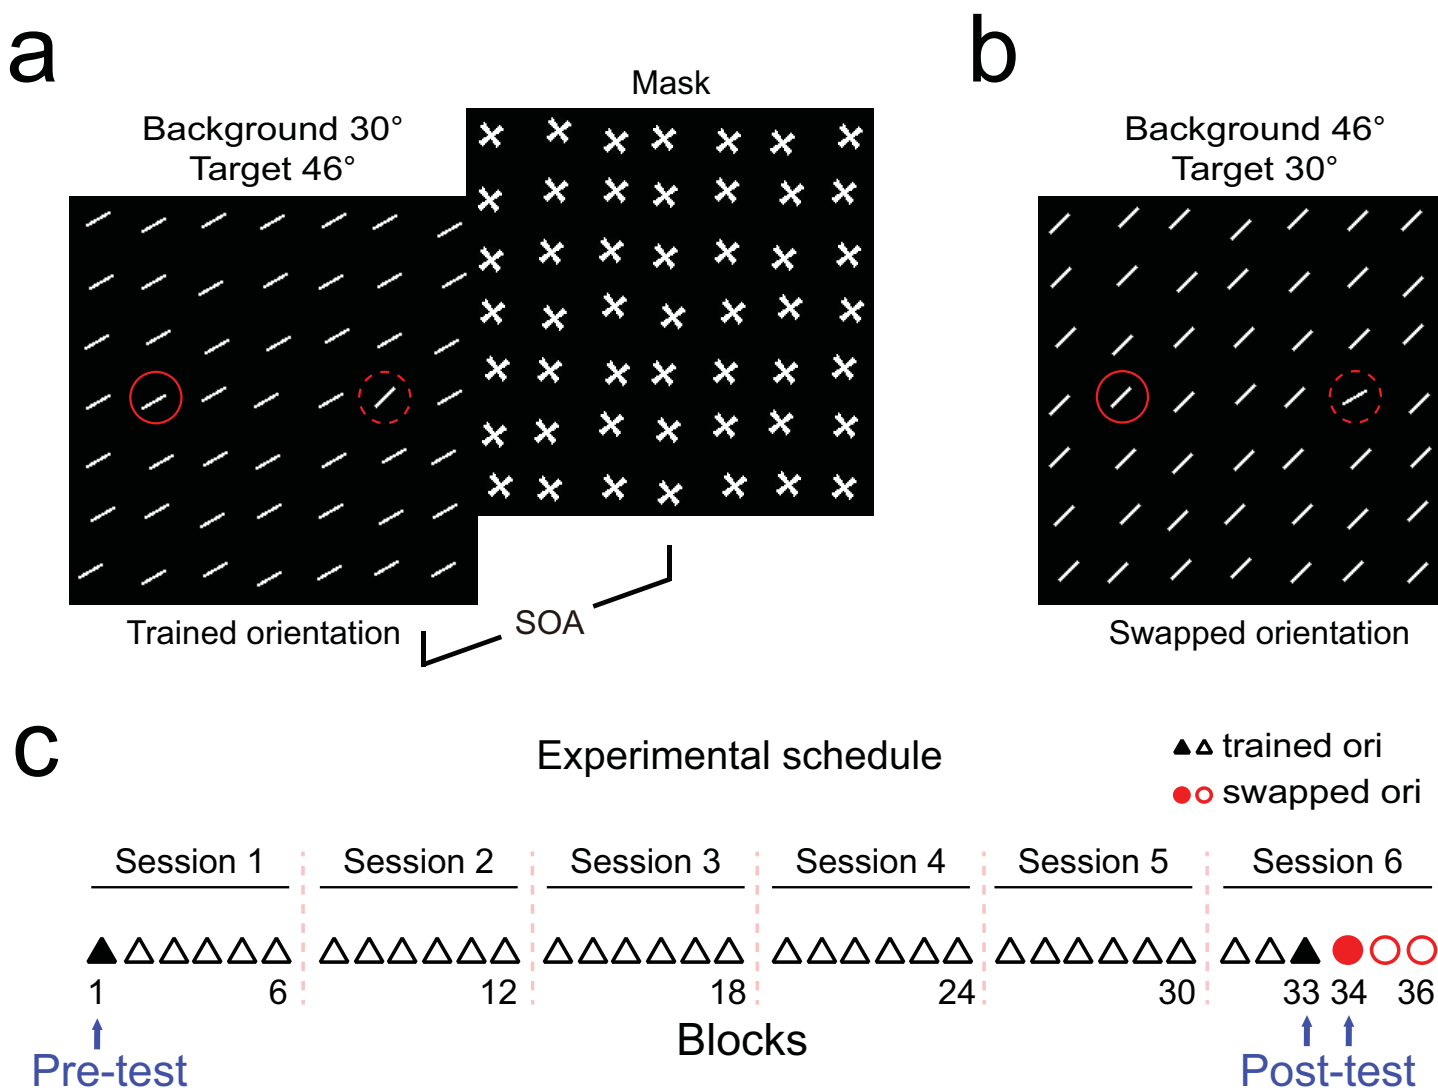 a
Background 30°
Target 46°
Mask
Trained orientation
SOA
b
Background 46°
Target 30°
Swapped orientation
c
Experimental schedule
trained ori
swapped ori
Session 1
Session 2
Session 3
Session 4
Session 5
Session 6
1 6 12 18 24 30 33 34 36
Pre-test
Blocks
Post-test